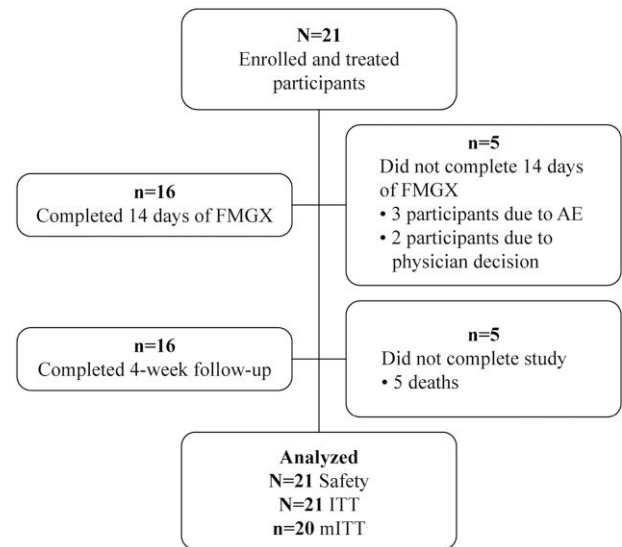 N=21
Enrolled and treated
participants
n=5
Did not complete 14 days
of FMGX
• 3 participants due to AE
• 2 participants due to
physician decision
n=16
Completed 14 days of FMGX
n=5
Did not complete study
• 5 deaths
n=16
Completed 4-week follow-up
Analyzed
N=21 Safety
N=21 ITT
n=20 mITT